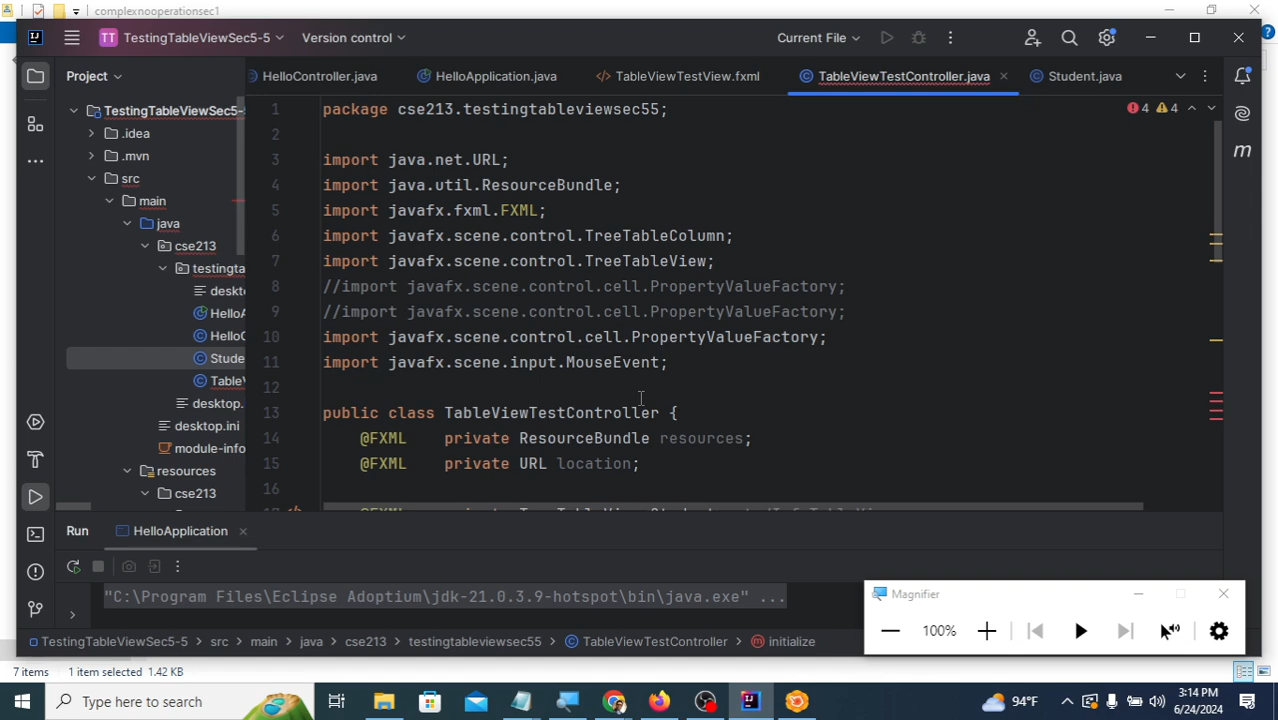 complexnooperationsec1
TT TestingTableViewSec5-5 Version control Current File
Project HelloController.java HelloApplication.java TableViewTestView.fxml TableViewTestController.java Student.java
TestingTableViewSec5-
.idea
.mvn
src
main
java
cse213
testingta
deskto
HelloA
HelloC
Stude
TableV
desktop.
desktop.ini
module-info
resources
cse213
4 4
1 package cse213.testingtableviewsec55;
2
3 import java.net.URL;
4 import java.util.ResourceBundle;
5 import javafx.fxml.FXML;
6 import javafx.scene.control.TreeTableColumn;
7 import javafx.scene.control.TreeTableView;
8 //import javafx.scene.control.cell.PropertyValueFactory;
9 //import javafx.scene.control.cell.PropertyValueFactory;
10 import javafx.scene.control.cell.PropertyValueFactory;
11 import javafx.scene.input.MouseEvent;
12
13 public class TableViewTestController {
14 @FXML private ResourceBundle resources;
15 @FXML private URL location;
16
Run HelloApplication
"C:\Program Files\Eclipse Adoptium\jdk-21.0.3.9-hotspot\bin\java.exe" ...
Magnifier
100%
TestingTableViewSec5-5 > src > main > java > cse213 > testingtableviewsec55 > TableViewTestController > initialize
7 items 1 item selected 1.42 KB
Type here to search
94°F
3:14 PM
6/24/2024